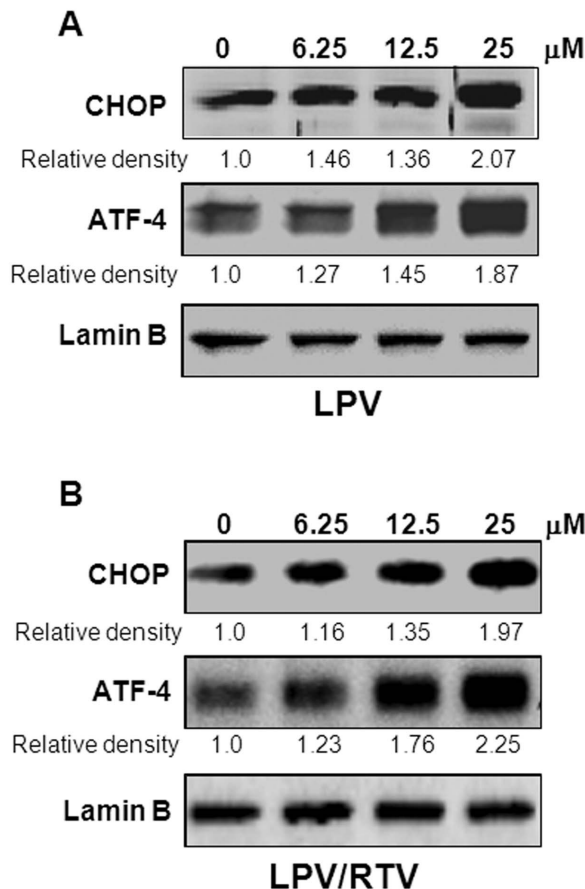 A
0 6.25 12.5 25 μM
CHOP
Relative density 1.0 1.46 1.36 2.07
ATF-4
Relative density 1.0 1.27 1.45 1.87
Lamin B
LPV
B
0 6.25 12.5 25 μM
CHOP
Relative density 1.0 1.16 1.35 1.97
ATF-4
Relative density 1.0 1.23 1.76 2.25
Lamin B
LPV/RTV